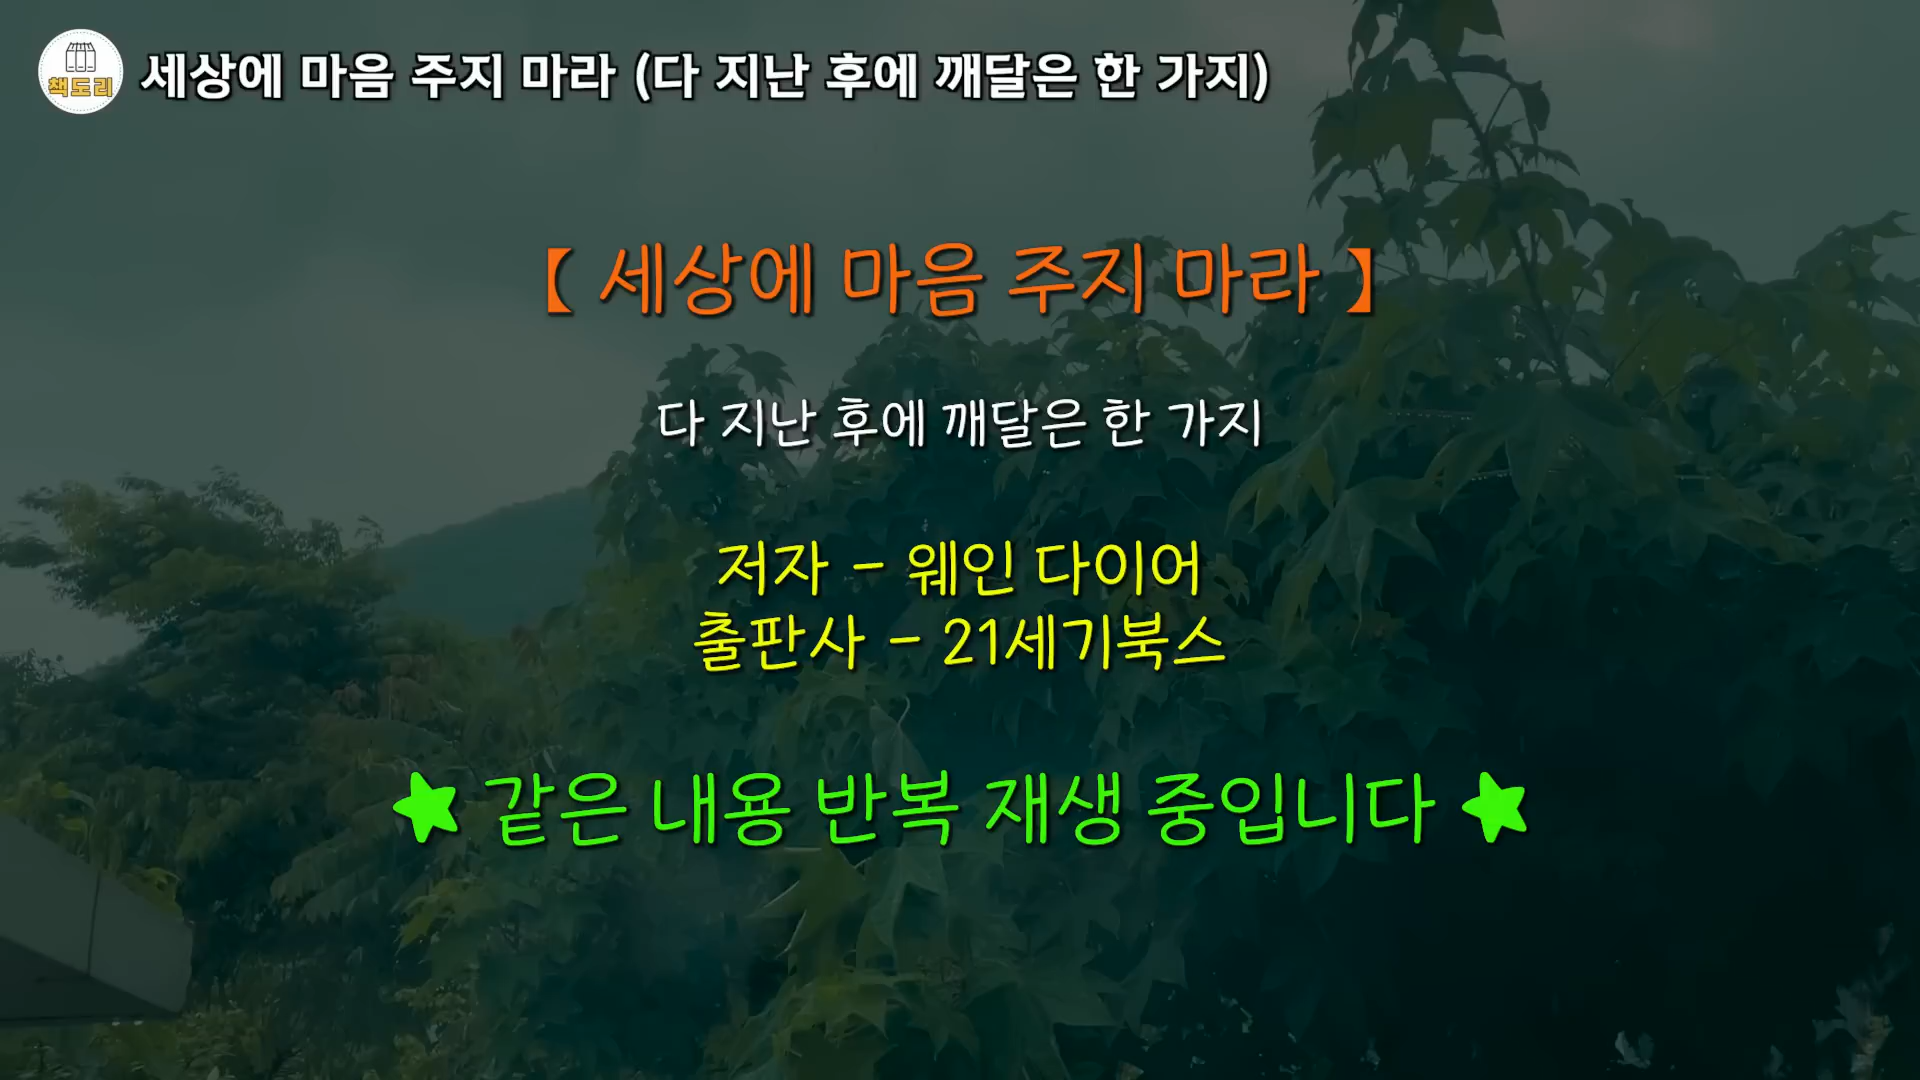 책도리
세상에 마음 주지 마라 (다 지난 후에 깨달은 한 가지)
【 세상에 마음 주지 마라 】
다 지난 후에 깨달은 한 가지
저자 - 웨인 다이어
출판사 - 21세기북스
★ 같은 내용 반복 재생 중입니다 ★